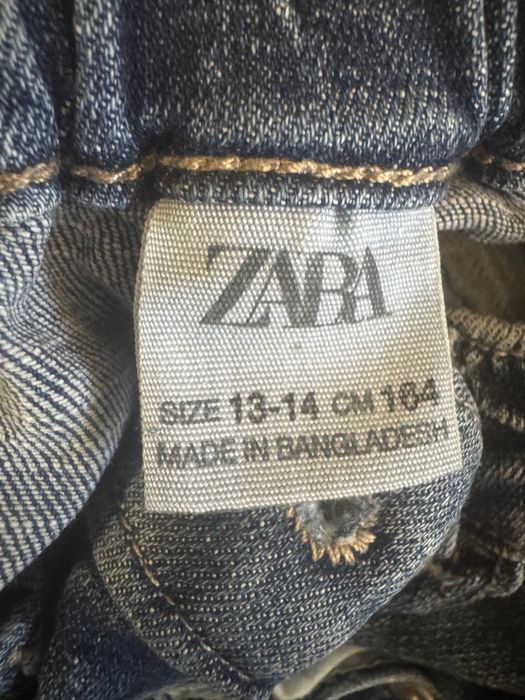 ZARA
SIZE 13-14 CM 164
MADE IN BANGLADESH